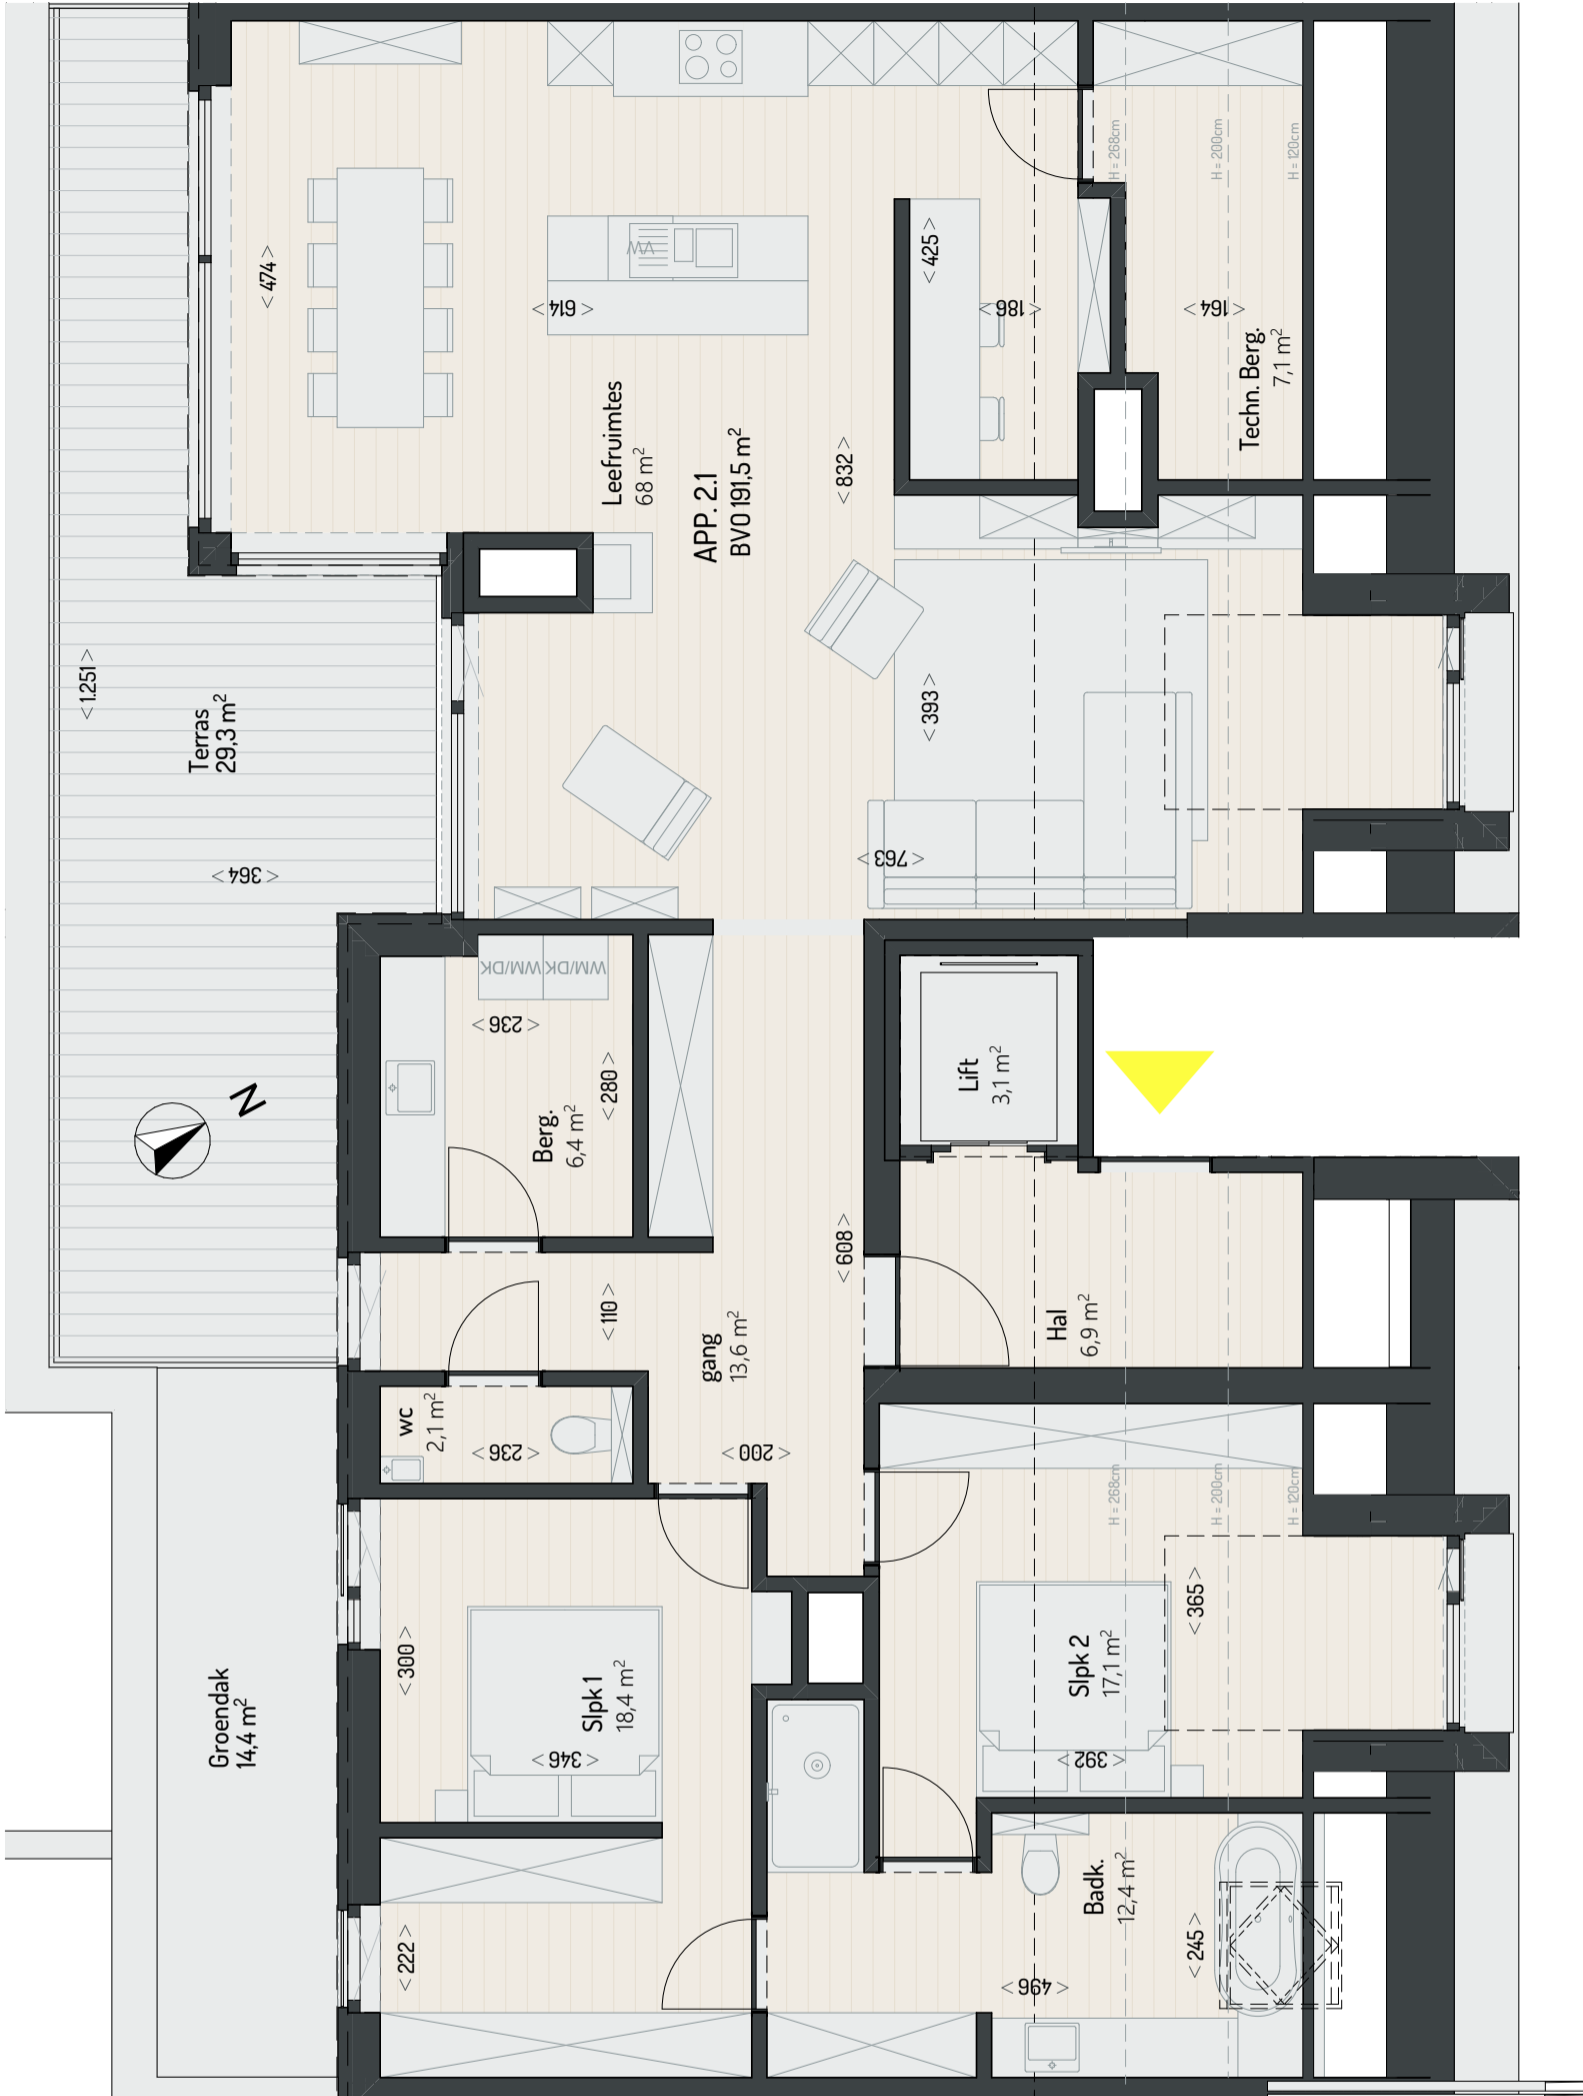 H = 268cm
H = 200cm
H = 120cm
< 474 >
< 425 >
WA
< 614 >
< 186 >
< 164 >
Techn. Berg.
7,1 m²
Leefruimtes
68 m²
APP. 2.1
BVO 191,5 m²
< 832 >
< 1.251 >
Terras
29,3 m²
< 393 >
< 364 >
< 763 >
WM/DK
WM/DK
< 236 >
< 280 >
Berg.
6,4 m²
Lift
3,1 m²
N
< 608 >
< 110 >
gang
13,6 m²
Hal
6,9 m²
wc
2,1 m²
< 236 >
< 200 >
H = 268cm
H = 200cm
H = 120cm
< 300 >
Slpk 1
18,4 m²
< 346 >
Slpk 2
17,1 m²
< 365 >
< 392 >
Groendak
14,4 m²
Badk.
12,4 m²
< 222 >
< 245 >
< 496 >